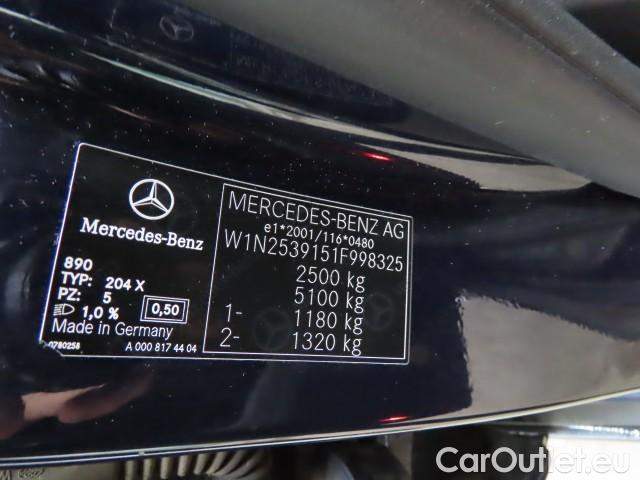 Mercedes-Benz
890
TYP: 204 X
PZ: 5
1,0 % 0,50
Made in Germany
0780258 A 000 817 44 04
MERCEDES-BENZ AG
e1*2001/116*0480
W1N2539151F998325
2500 kg
5100 kg
1- 1180 kg
2- 1320 kg
CarOutlet.eu